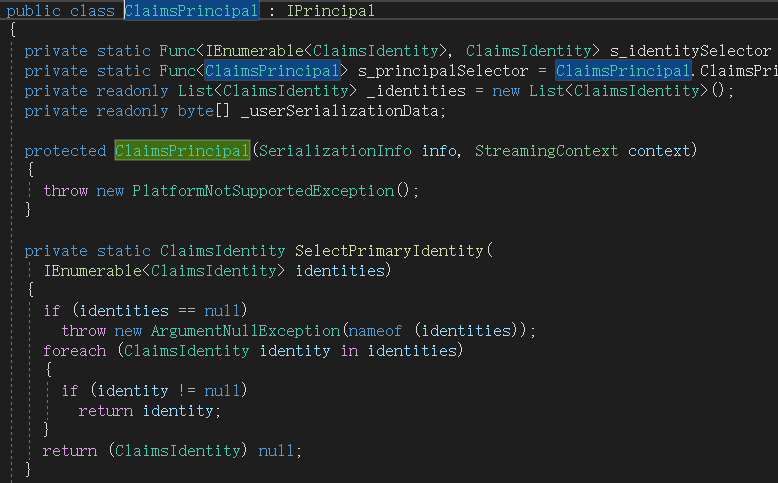 public class ClaimsPrincipal : IPrincipal
{
private static Func<IEnumerable<ClaimsIdentity>, ClaimsIdentity> s_identitySelector
private static Func<ClaimsPrincipal> s_principalSelector = ClaimsPrincipal.ClaimsPri
private readonly List<ClaimsIdentity> _identities = new List<ClaimsIdentity>();
private readonly byte[] _userSerializationData;
protected ClaimsPrincipal(SerializationInfo info, StreamingContext context)
{
throw new PlatformNotSupportedException();
}
private static ClaimsIdentity SelectPrimaryIdentity(
IEnumerable<ClaimsIdentity> identities)
{
if (identities == null)
throw new ArgumentNullException(nameof (identities));
foreach (ClaimsIdentity identity in identities)
{
if (identity != null)
return identity;
}
return (ClaimsIdentity) null;
}